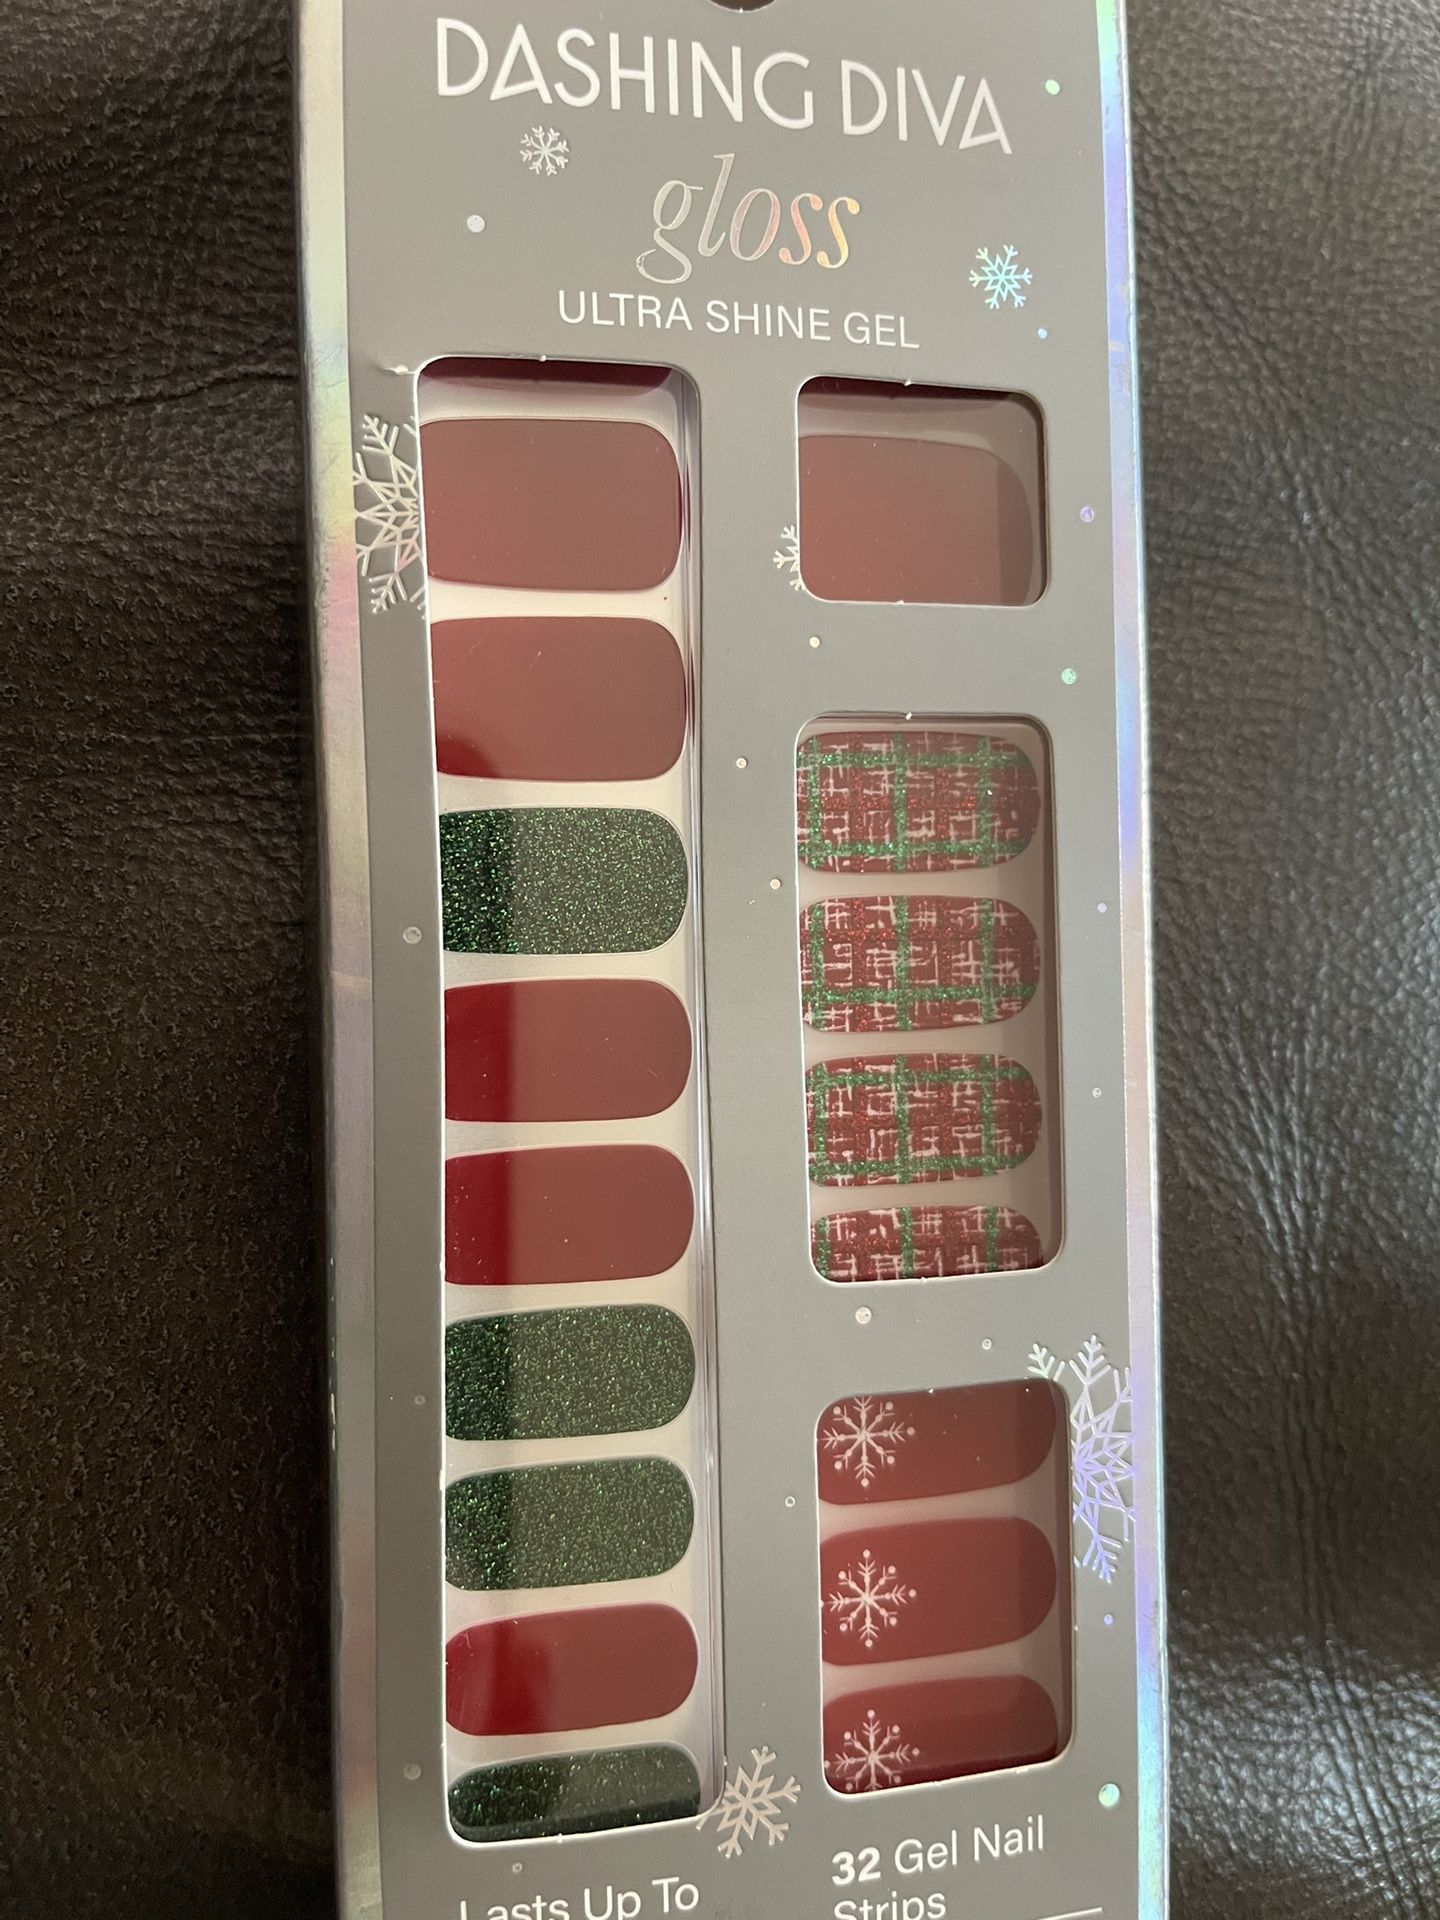 DASHING DIVA
gloss
ULTRA SHINE GEL
32 Gel Nail
Strips
Lasts Up To